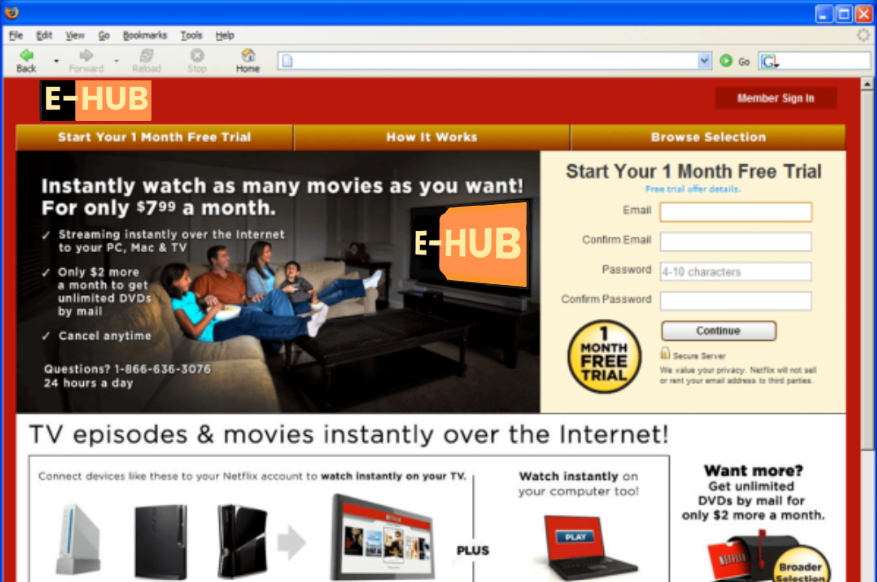 File Edit View Go Bookmarks Tools Help
Back Forward Reload Stop Home Go G
E-HUB
Member Sign In
Start Your 1 Month Free Trial
How It Works
Browse Selection
Instantly watch as many movies as you want!
For only $7.99 a month.
✓ Streaming instantly over the Internet
to your PC, Mac & TV
✓ Only $2 more
a month to get
unlimited DVDs
by mail
✓ Cancel anytime
Questions? 1-866-636-3076
24 hours a day
E-HUB
Start Your 1 Month Free Trial
Free trial offer details.
Email
Confirm Email
Password 4-10 characters
Confirm Password
Continue
1
MONTH
FREE
TRIAL
Secure Server
We value your privacy. Netflix will not sell
or rent your email address to third parties.
TV episodes & movies instantly over the Internet!
Connect devices like these to your Netflix account to watch instantly on your TV.
NETFLIX
PLUS
Watch instantly on
your computer too!
PLAY
Want more?
Get unlimited
DVDs by mail for
only $2 more a month.
NETFLIX
Broader
Selection